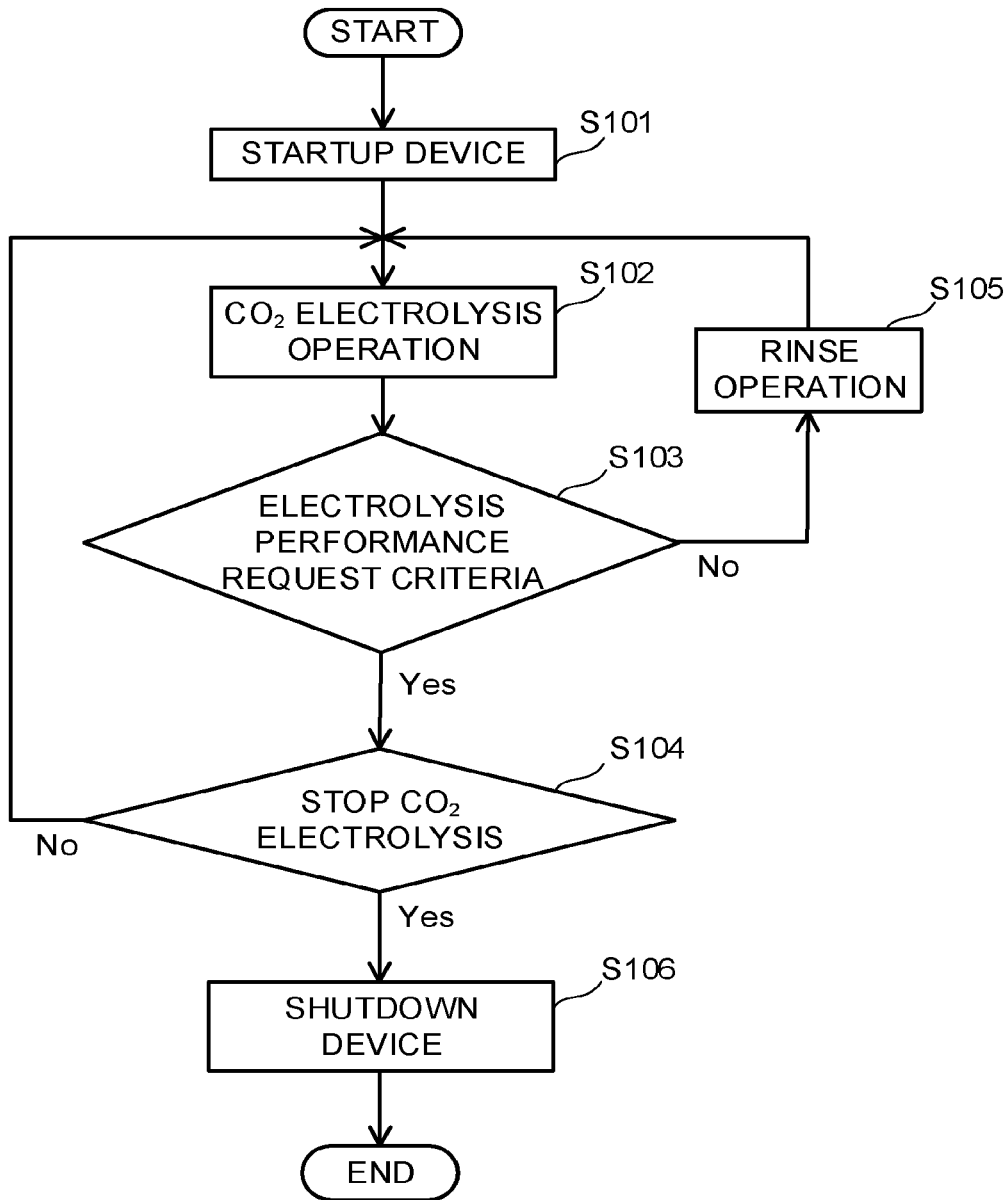 START
S101
STARTUP DEVICE
S102
CO₂ ELECTROLYSIS
OPERATION
S105
RINSE
OPERATION
S103
ELECTROLYSIS
PERFORMANCE
REQUEST CRITERIA
No
Yes
S104
STOP CO₂
ELECTROLYSIS
No
Yes
S106
SHUTDOWN
DEVICE
END